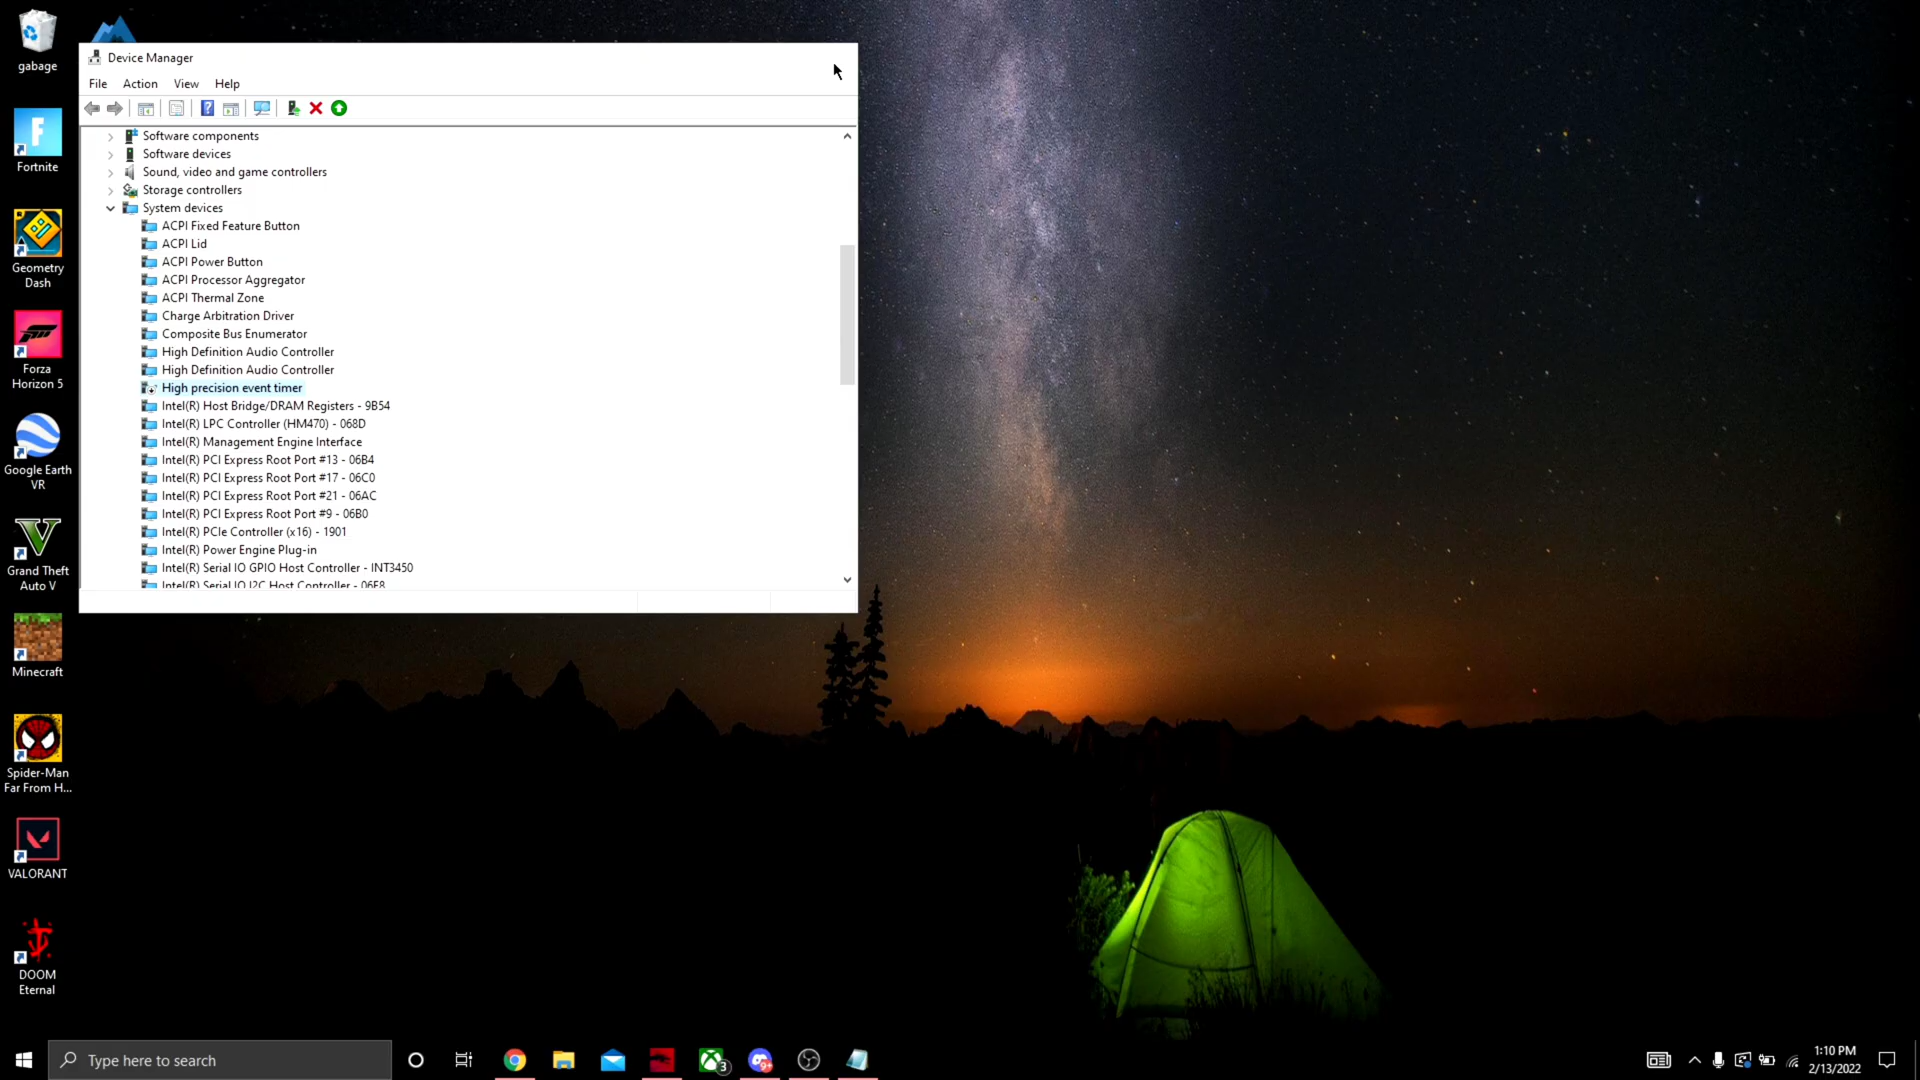 gabage
Fortnite
Geometry
Dash
Forza
Horizon 5
Google Earth
VR
Grand Theft
Auto V
Minecraft
Spider-Man
Far From H...
VALORANT
DOOM
Eternal
Device Manager
File Action View Help
Software components
Software devices
Sound, video and game controllers
Storage controllers
System devices
ACPI Fixed Feature Button
ACPI Lid
ACPI Power Button
ACPI Processor Aggregator
ACPI Thermal Zone
Charge Arbitration Driver
Composite Bus Enumerator
High Definition Audio Controller
High Definition Audio Controller
High precision event timer
Intel(R) Host Bridge/DRAM Registers - 9B54
Intel(R) LPC Controller (HM470) - 068D
Intel(R) Management Engine Interface
Intel(R) PCI Express Root Port #13 - 06B4
Intel(R) PCI Express Root Port #17 - 06C0
Intel(R) PCI Express Root Port #21 - 06AC
Intel(R) PCI Express Root Port #9 - 06B0
Intel(R) PCIe Controller (x16) - 1901
Intel(R) Power Engine Plug-in
Intel(R) Serial IO GPIO Host Controller - INT3450
Intel(R) Serial IO I2C Host Controller - 06E8
Type here to search
3
9+
1:10 PM
2/13/2022